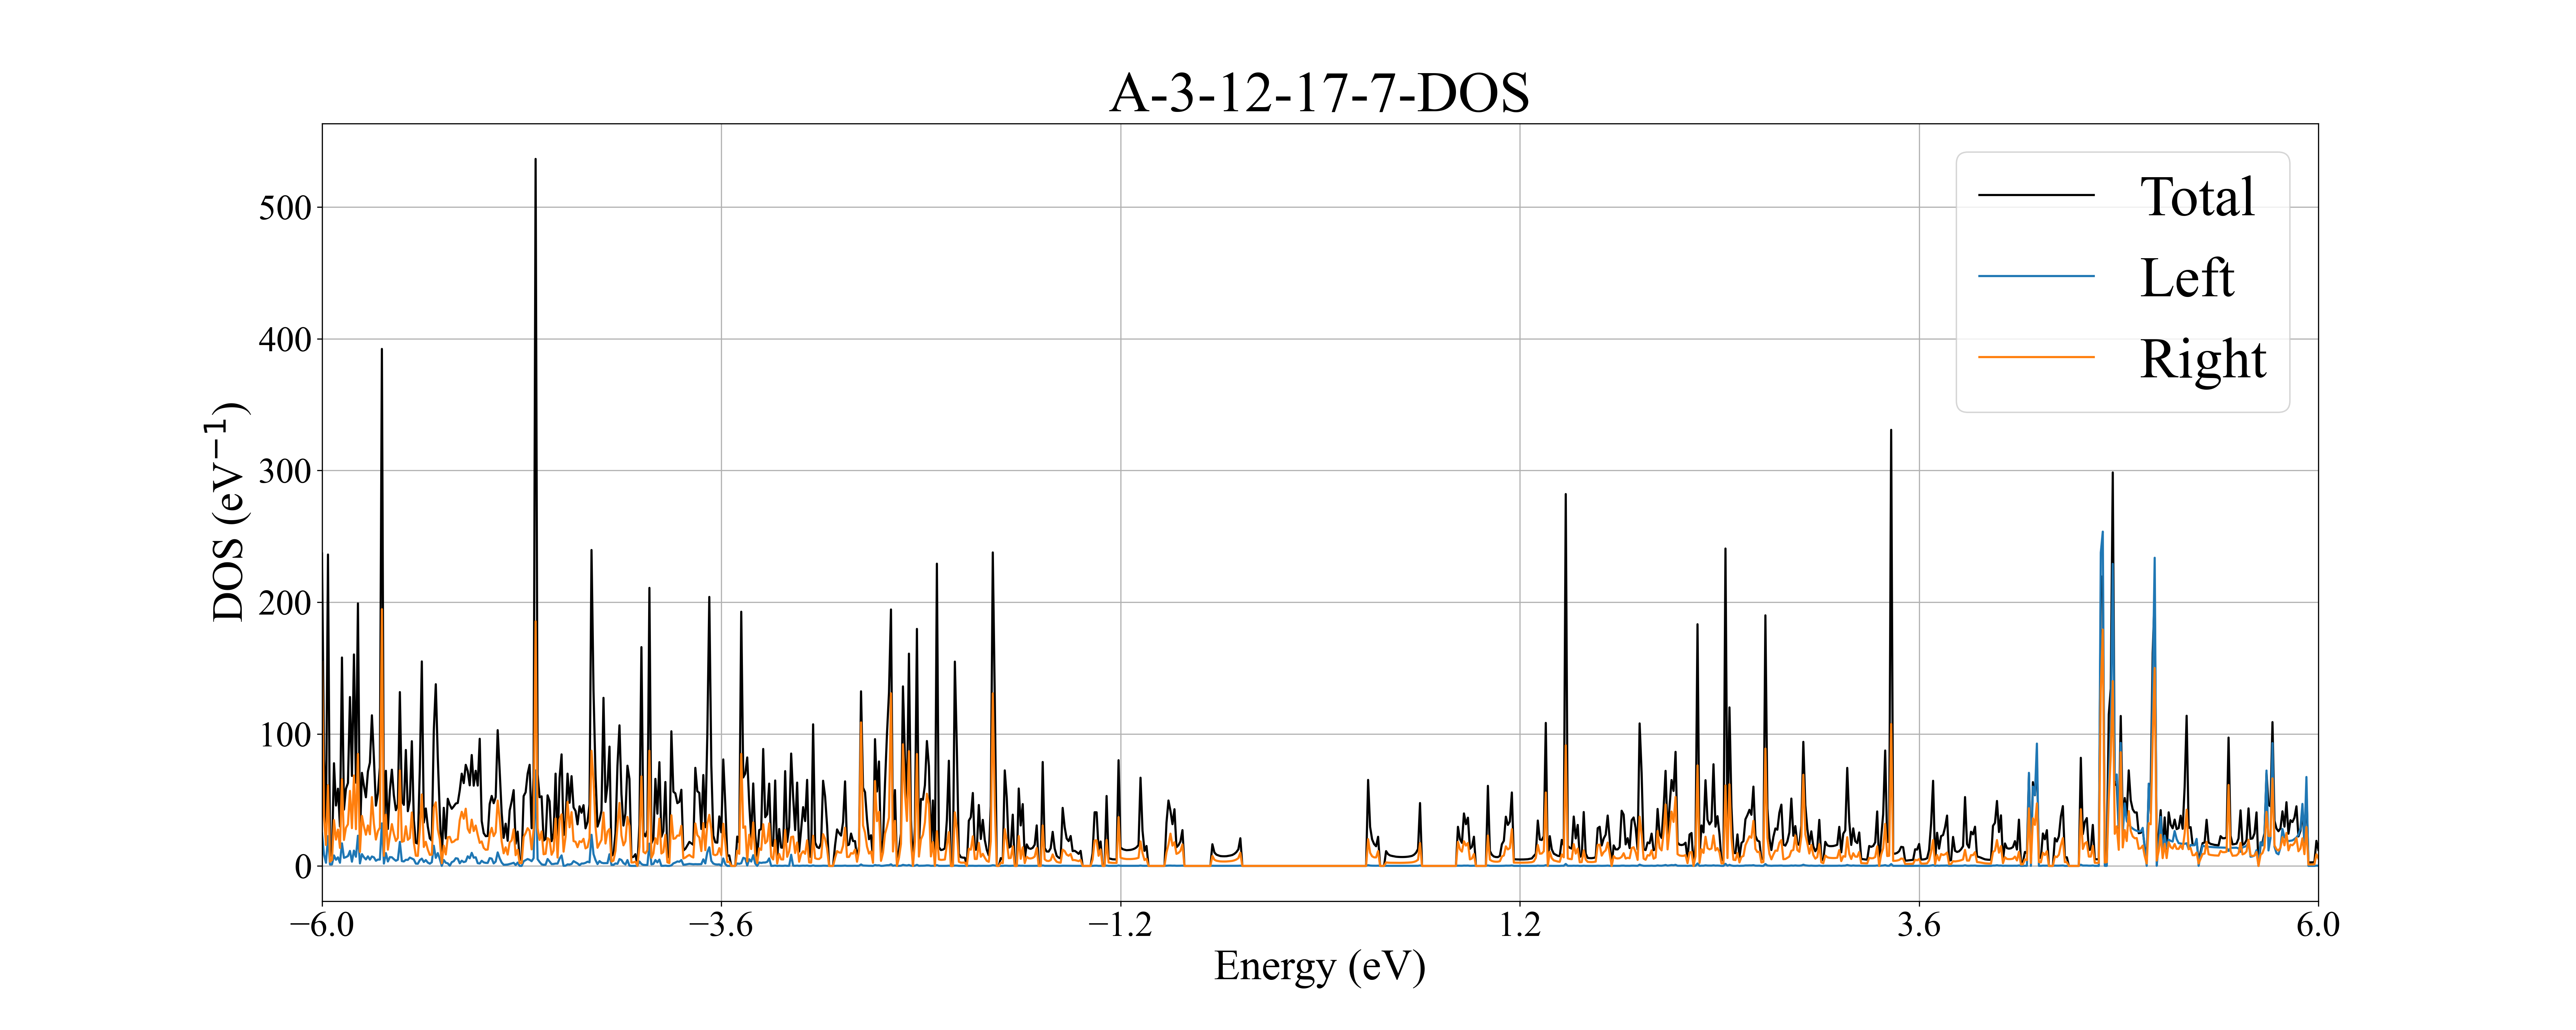 A-3-12-17-7-DOS
Total
Left
Right
DOS (eV⁻¹)
500
400
300
200
100
0
−6.0 −3.6 −1.2 1.2 3.6 6.0
Energy (eV)